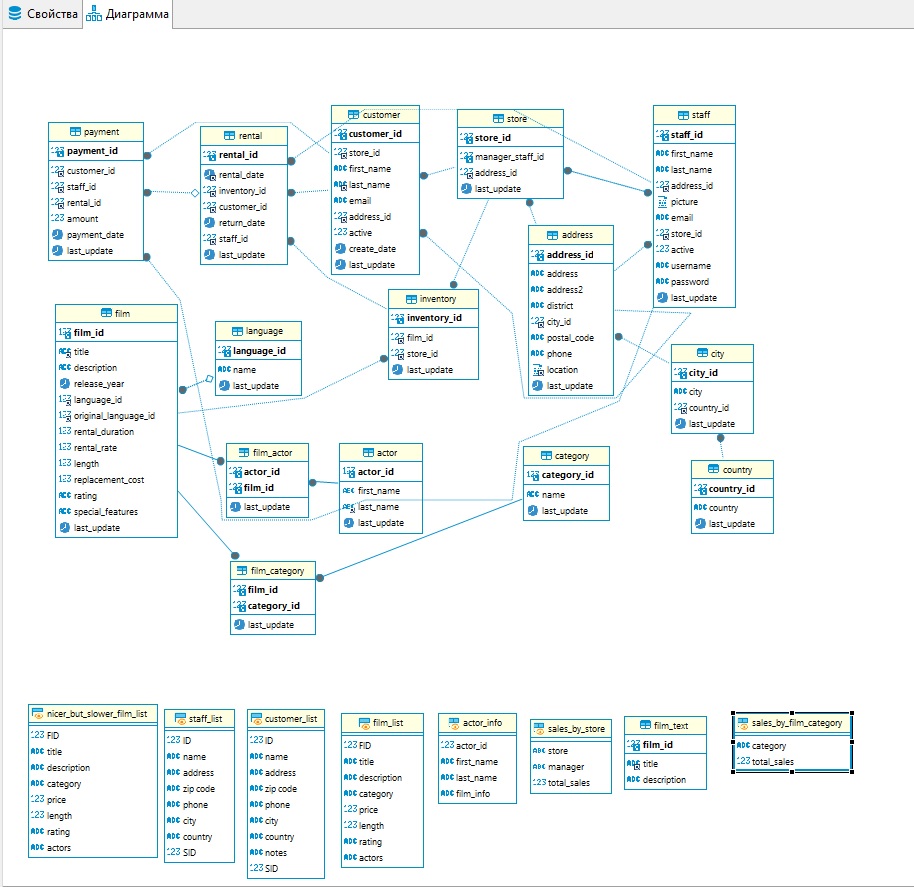 Свойства
Диаграмма
payment
payment_id
customer_id
staff_id
rental_id
amount
payment_date
last_update
rental
rental_id
rental_date
inventory_id
customer_id
return_date
staff_id
last_update
customer
customer_id
store_id
first_name
last_name
email
address_id
active
create_date
last_update
store
store_id
manager_staff_id
address_id
last_update
staff
staff_id
first_name
last_name
address_id
picture
email
store_id
active
username
password
last_update
address
address_id
address
address2
district
city_id
postal_code
phone
location
last_update
inventory
inventory_id
film_id
store_id
last_update
film
film_id
title
description
release_year
language_id
original_language_id
rental_duration
rental_rate
length
replacement_cost
rating
special_features
last_update
language
language_id
name
last_update
city
city_id
city
country_id
last_update
film_actor
actor_id
film_id
last_update
actor
actor_id
first_name
last_name
last_update
category
category_id
name
last_update
country
country_id
country
last_update
film_category
film_id
category_id
last_update
nicer_but_slower_film_list
FID
title
description
category
price
length
rating
actors
staff_list
ID
name
address
zip code
phone
city
country
SID
customer_list
ID
name
address
zip code
phone
city
country
notes
SID
film_list
FID
title
description
category
price
length
rating
actors
actor_info
actor_id
first_name
last_name
film_info
sales_by_store
store
manager
total_sales
film_text
film_id
title
description
sales_by_film_category
category
total_sales